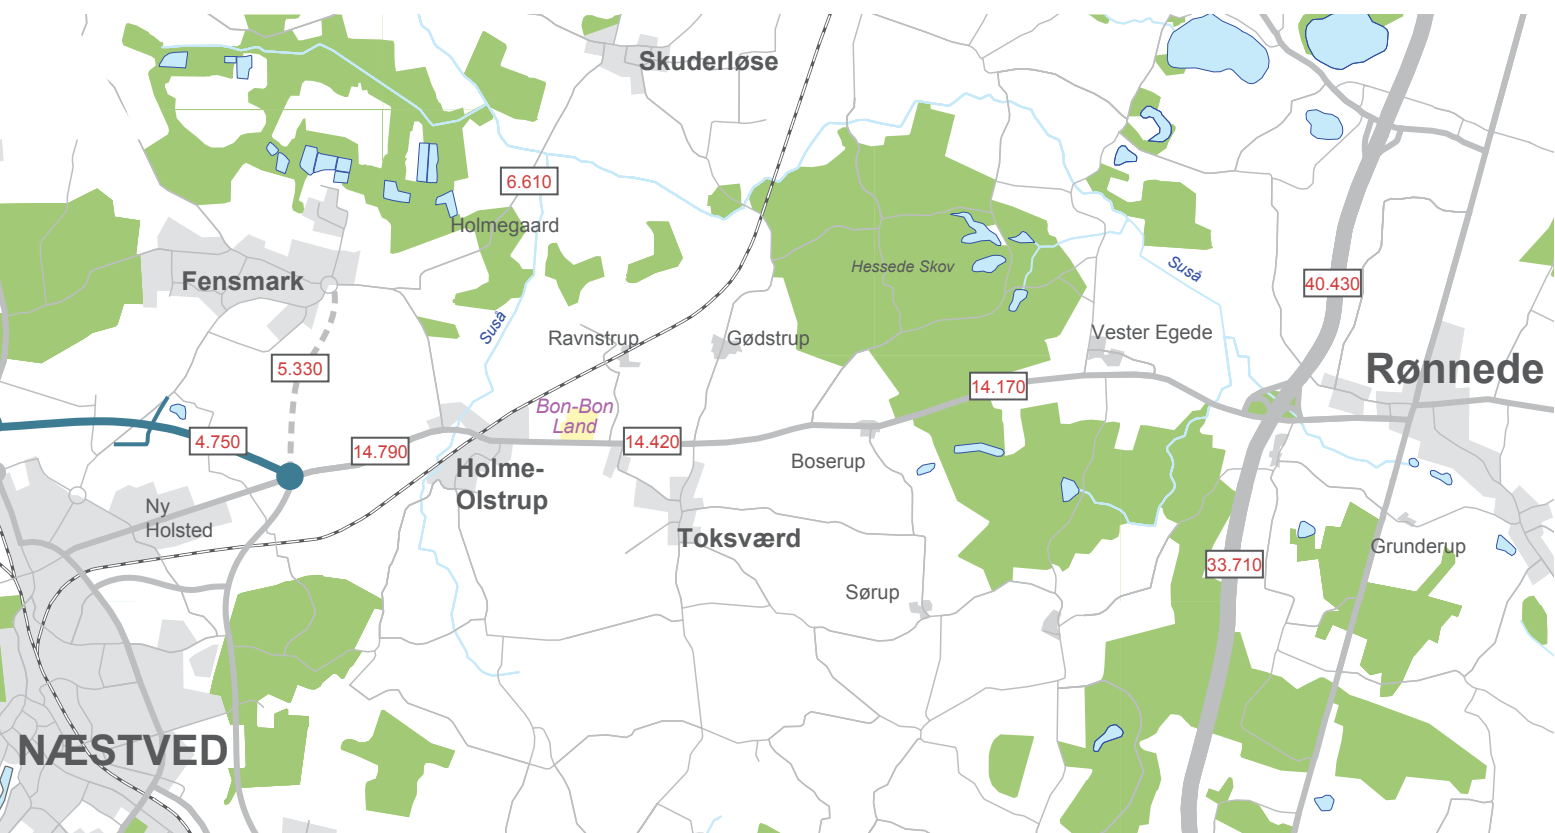 Skuderløse
6.610
Holmegaard
Fensmark
Hessede Skov
Suså
40.430
Suså
Ravnstrup
Gødstrup
Vester Egede
5.330
Rønnede
14.170
Bon-Bon
Land
4.750
14.790
14.420
Boserup
Holme-
Olstrup
Ny
Holsted
Toksværd
Grunderup
33.710
Sørup
NÆSTVED